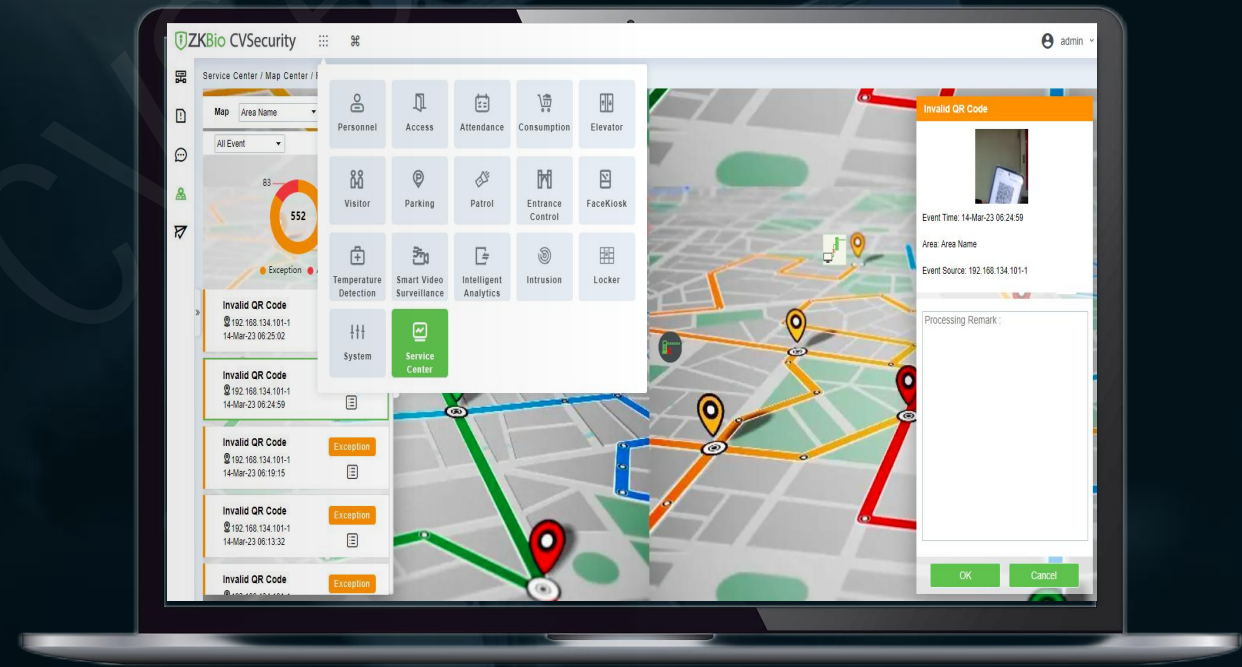 ZKBio CVSecurity
admin
Service Center / Map Center /
Map Area Name
All Event
83
552
Exception
Invalid QR Code
192.168.134.101-1
14-Mar-23 06:25:02
Invalid QR Code
192.168.134.101-1
14-Mar-23 06:24:59
Invalid QR Code
Exception
192.168.134.101-1
14-Mar-23 06:19:15
Invalid QR Code
Exception
192.168.134.101-1
14-Mar-23 06:13:32
Invalid QR Code
Exception
Personnel
Access
Attendance
Consumption
Elevator
Visitor
Parking
Patrol
Entrance
Control
FaceKiosk
Temperature
Detection
Smart Video
Surveillance
Intelligent
Analytics
Intrusion
Locker
System
Service
Center
Invalid QR Code
Event Time: 14-Mar-23 06:24:59
Area: Area Name
Event Source: 192.168.134.101-1
Processing Remark :
OK
Cancel